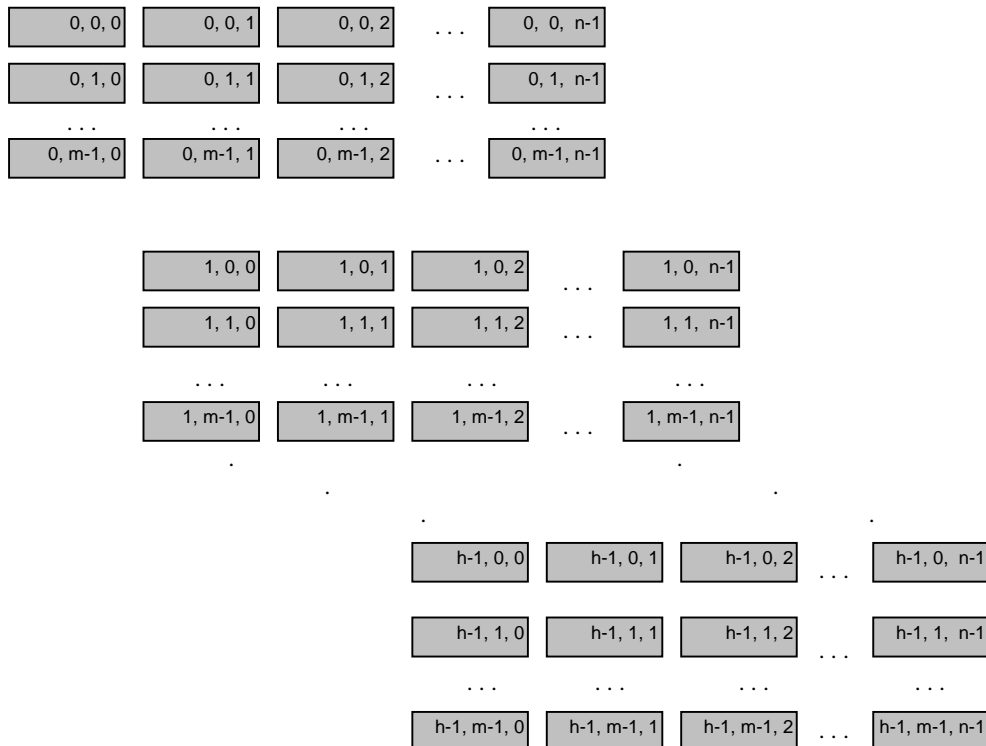 0, 0, 0 0, 0, 1 0, 0, 2 . . . 0, 0, n-1
0, 1, 0 0, 1, 1 0, 1, 2 . . . 0, 1, n-1
. . . . . . . . . . . .
0, m-1, 0 0, m-1, 1 0, m-1, 2 . . . 0, m-1, n-1
1, 0, 0 1, 0, 1 1, 0, 2 . . . 1, 0, n-1
1, 1, 0 1, 1, 1 1, 1, 2 . . . 1, 1, n-1
. . . . . . . . . . . .
1, m-1, 0 1, m-1, 1 1, m-1, 2 . . . 1, m-1, n-1
. .
. .
. .
h-1, 0, 0 h-1, 0, 1 h-1, 0, 2 . . . h-1, 0, n-1
h-1, 1, 0 h-1, 1, 1 h-1, 1, 2 . . . h-1, 1, n-1
. . . . . . . . . . . .
h-1, m-1, 0 h-1, m-1, 1 h-1, m-1, 2 . . . h-1, m-1, n-1